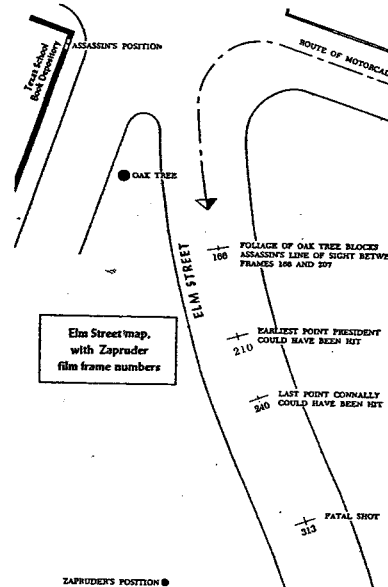 ASSASSIN'S POSITION
Texas School
Book Depository
ROUTE OF MOTORCAD
OAK TREE
ELM STREET
166
FOLIAGE OF OAK TREE BLOCKS
ASSASSIN'S LINE OF SIGHT BETWE
FRAMES 166 AND 207
Elm Street map,
with Zapruder
film frame numbers
210
EARLIEST POINT PRESIDENT
COULD HAVE BEEN HIT
240
LAST POINT CONNALLY
COULD HAVE BEEN HIT
313
FATAL SHOT
ZAPRUDER'S POSITION